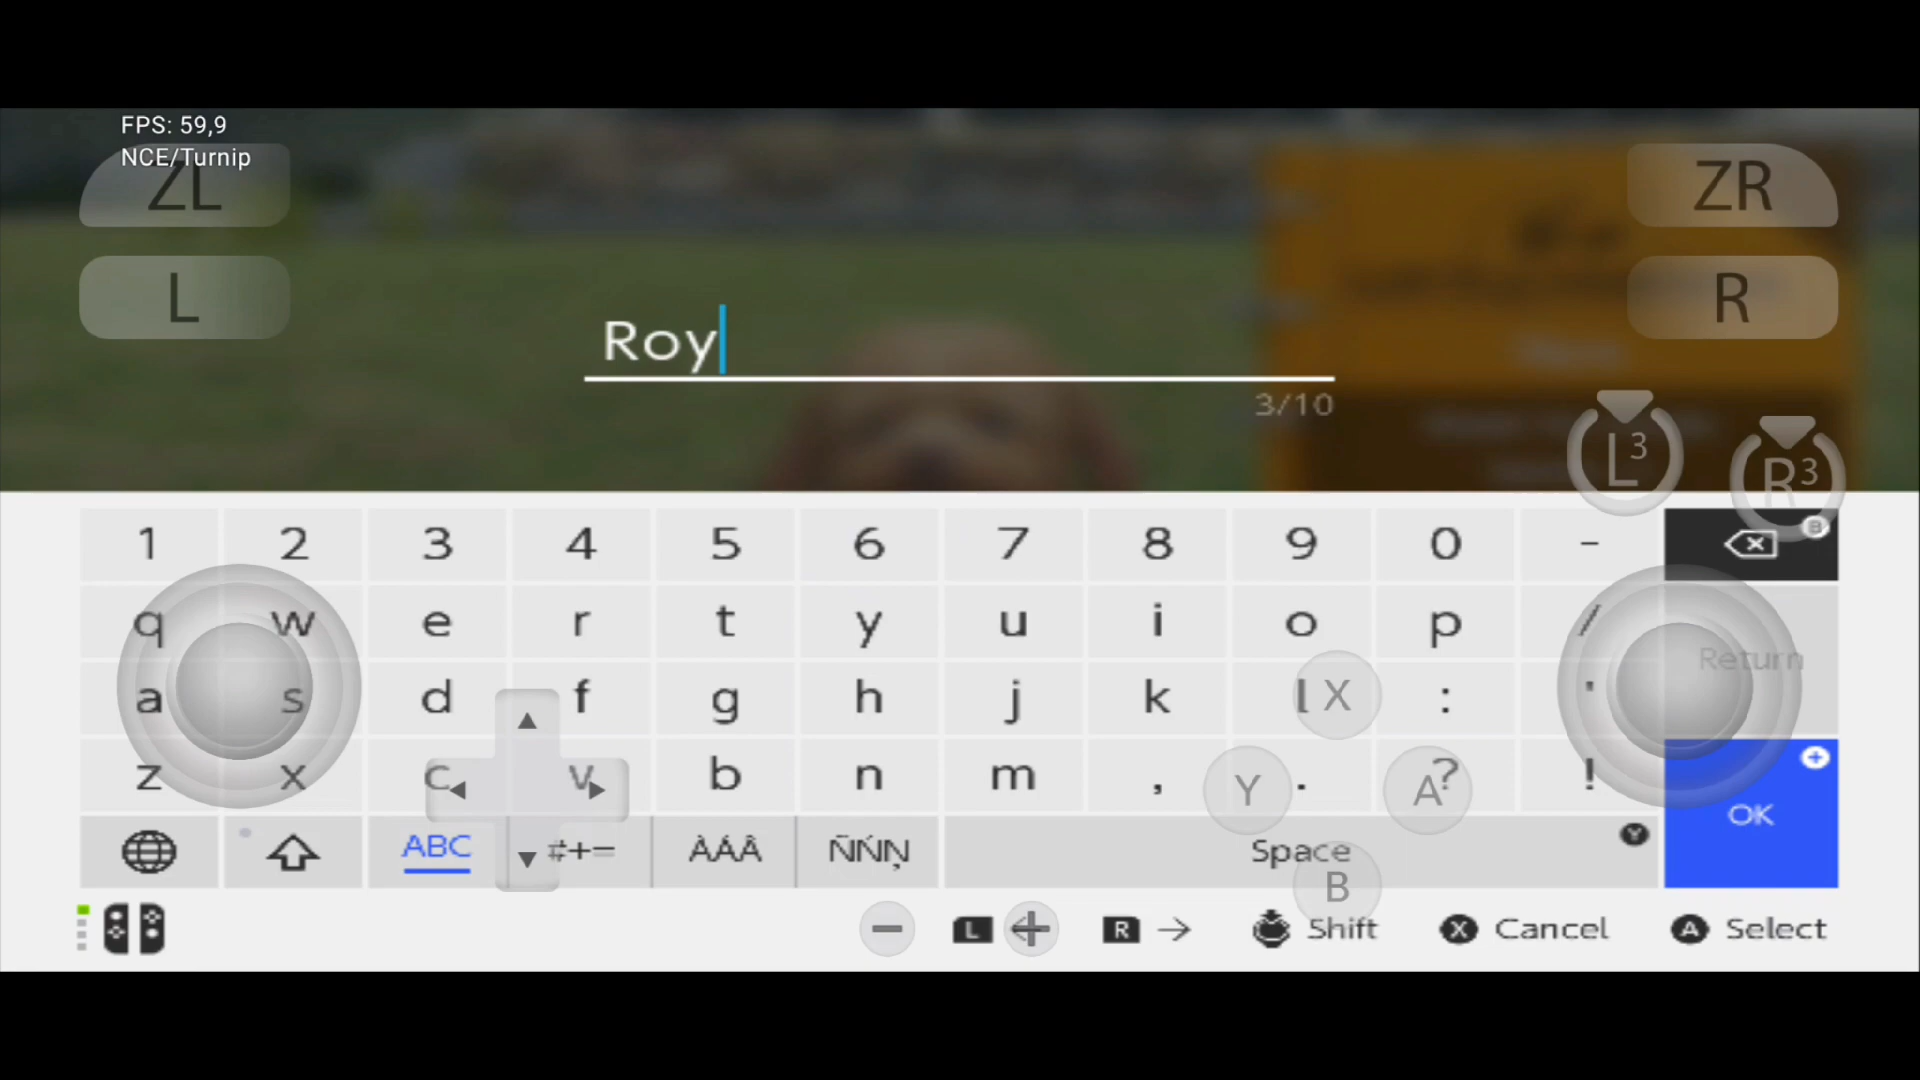 FPS: 59,9
NCE/Turnip
ZL
ZR
L
R
Roy
3/10
L3
R3
1 2 3 4 5 6 7 8 9 0 - B
q w e r t y u i o p /
Return
a s d f g h j k l : '
X
z x c v b n m , . ? !
Y A
OK
ABC #+= ÀÁÂ ÑŃŅ Space Y
B
L R → Shift X Cancel A Select